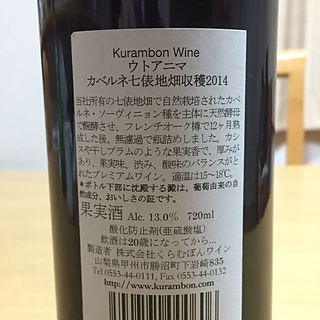 Kurambon Wine
ウトアニマ
カベルネ七俵地畑収穫2014
当社所有の七俵地畑で自然栽培されたカベ
ルネ・ソーヴィニヨン種を主体に天然酵母
で醗酵させ、フレンチオーク樽で12ヶ月熟
成した後、無濾過で瓶詰めしました。カシ
スや干しプラムのような果実香で、厚みが
あり、果実味、渋み、酸味のバランスがと
れたプレミアムワイン。適温は15〜18℃。
*ボトル下部に沈殿する澱は、葡萄由来の自
然成分、おいしさの証です。
果実酒 Alc. 13.0% 720ml
酸化防止剤(亜硫酸塩)
飲酒は20歳になってから...
製造者 株式会社くらむぼんワイン
山梨県甲州市勝沼町下岩崎835
Tel 0553-44-0111, Fax 0553-44-0132
http://www.kurambon.com